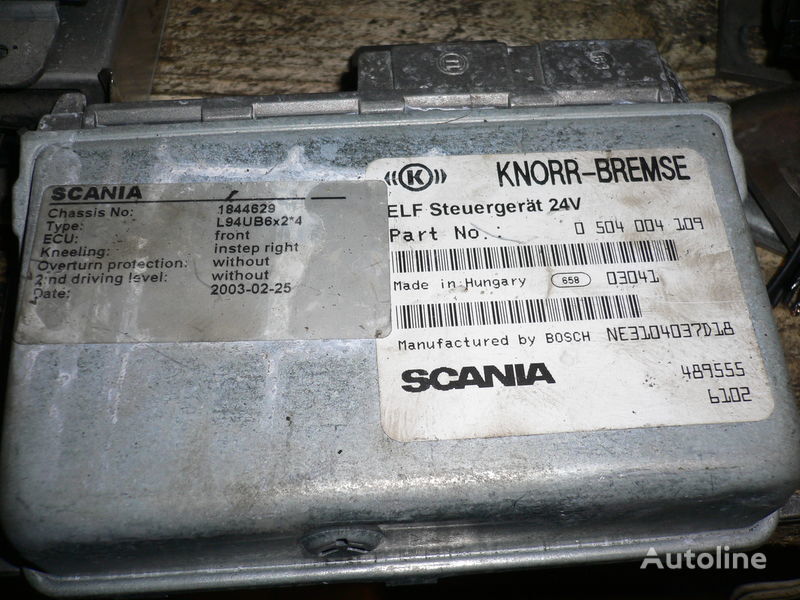 SCANIA
Chassis No: 1844629
Type: L94UB6x2*4
ECU: front
Kneeling: instep right
Overturn protection: without
2nd driving level: without
Date: 2003-02-25
((K)) KNORR-BREMSE
ELF Steuergerät 24V
Part No.: 0 504 004 109
Made in Hungary 658 03041
Manufactured by BOSCH NE3104037D18
SCANIA 489555
6102
Autoline